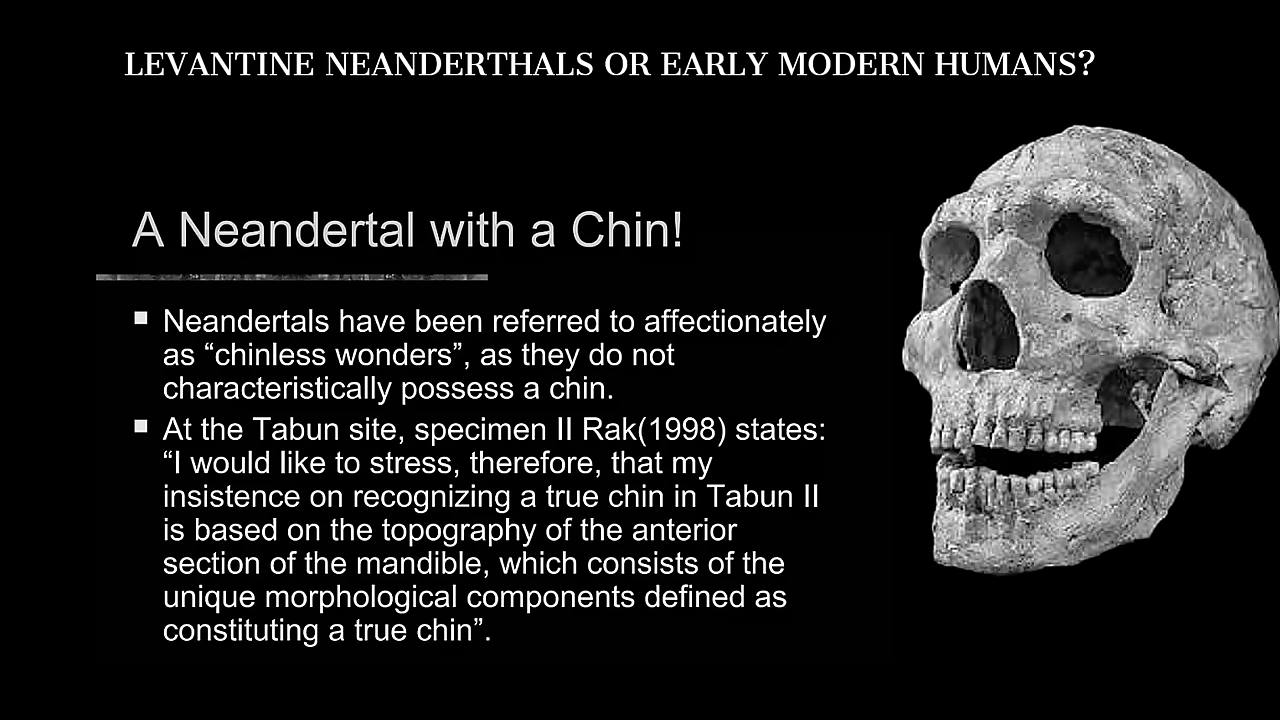 LEVANTINE NEANDERTHALS OR EARLY MODERN HUMANS?
A Neandertal with a Chin!
Neandertals have been referred to affectionately
as “chinless wonders”, as they do not
characteristically possess a chin.
At the Tabun site, specimen II Rak(1998) states:
“I would like to stress, therefore, that my
insistence on recognizing a true chin in Tabun II
is based on the topography of the anterior
section of the mandible, which consists of the
unique morphological components defined as
constituting a true chin”.